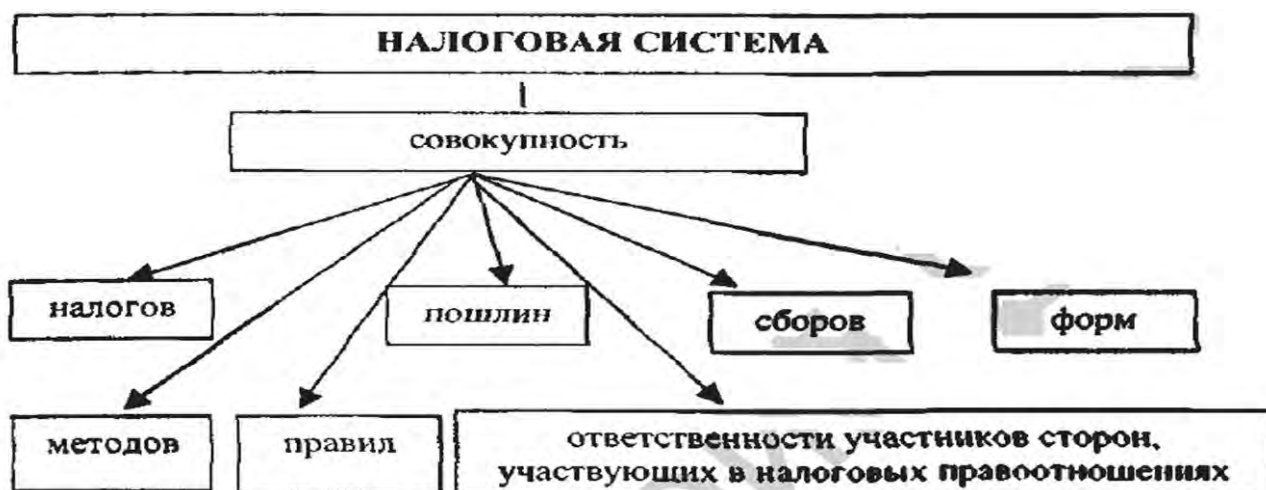 НАЛОГОВАЯ СИСТЕМА
совокупность
налогов
пошлин
сборов
форм
методов
правил
ответственности участников сторон,
участвующих в налоговых правоотношениях